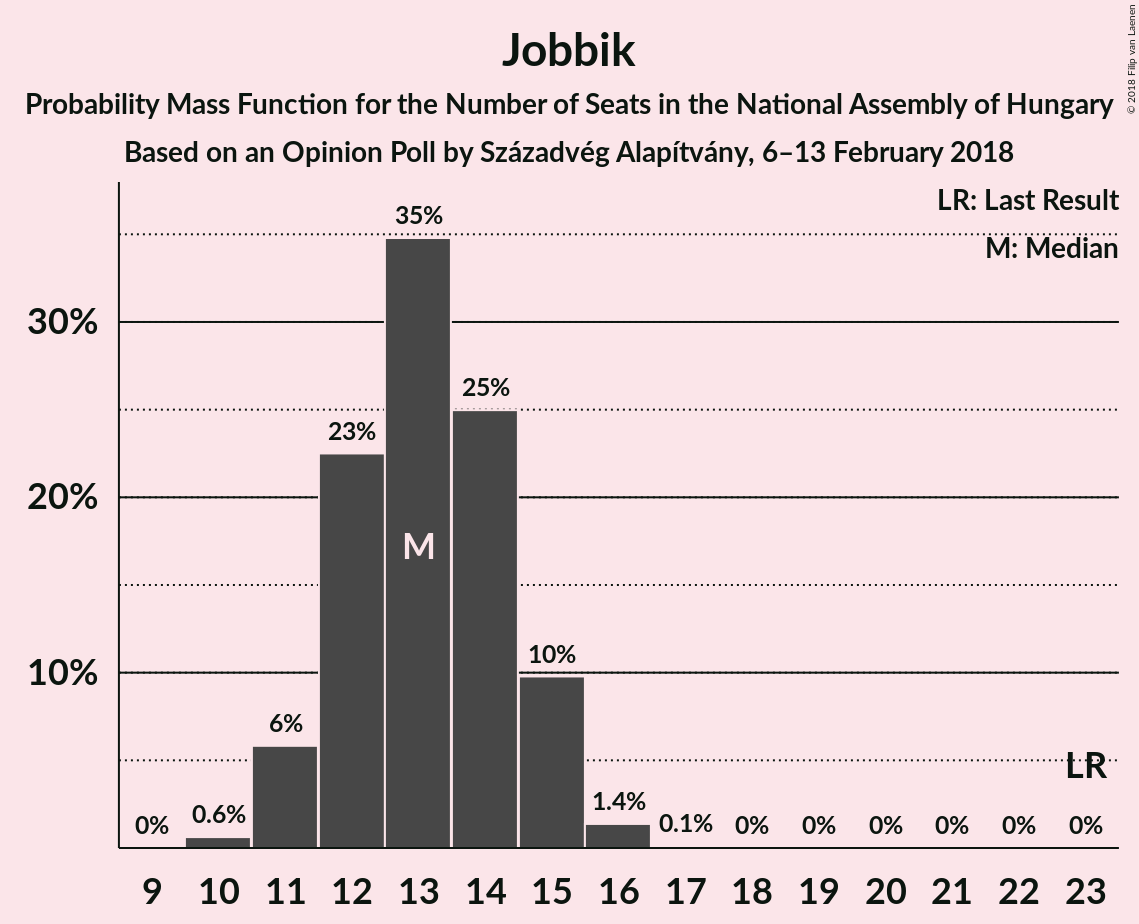 Jobbik
Probability Mass Function for the Number of Seats in the National Assembly of Hungary
Based on an Opinion Poll by Századvég Alapítvány, 6–13 February 2018
© 2018 Filip van Laenen
LR: Last Result
M: Median
35%
30%
25%
23%
20%
M
10%
10%
6%
LR
0% 0.6% 1.4% 0.1% 0% 0% 0% 0% 0% 0%
9 10 11 12 13 14 15 16 17 18 19 20 21 22 23